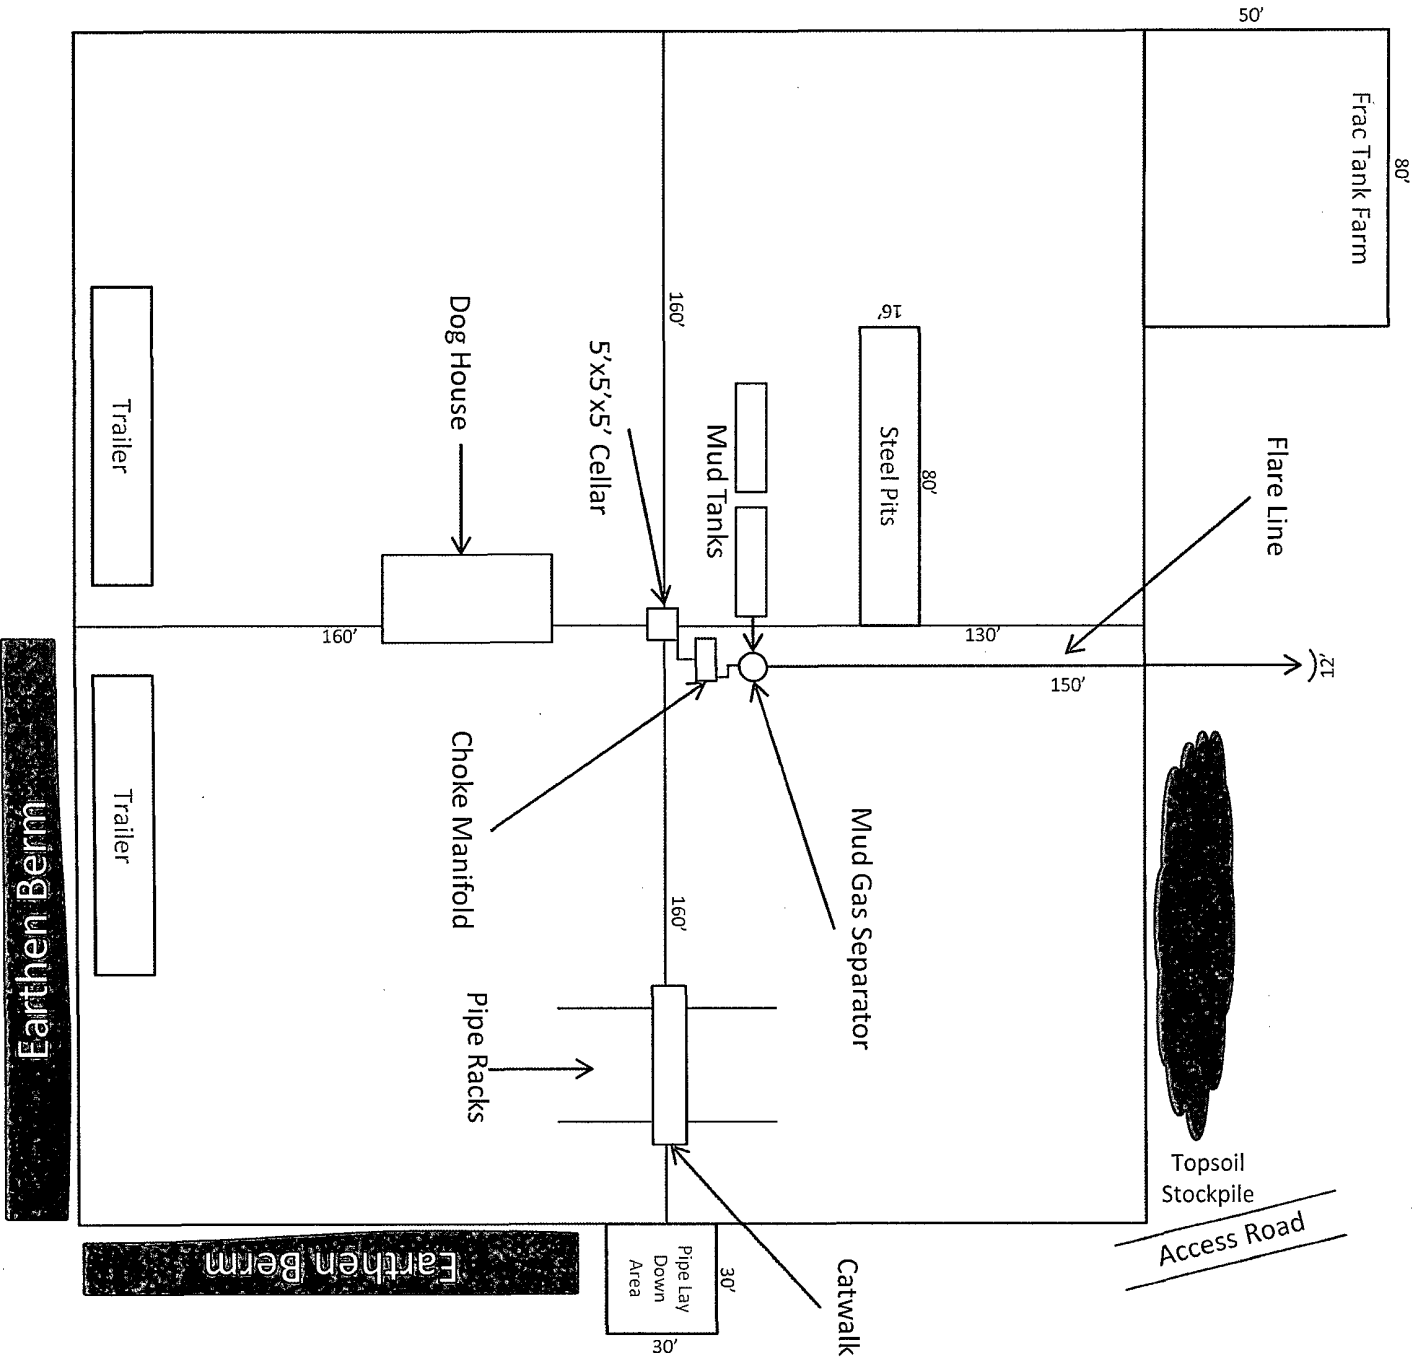 50'
Frac Tank Farm
80'
160'
16'
Dog House
5'x5'x5' Cellar
Mud Tanks
Steel Pits
80'
Flare Line
Trailer
160'
130'
12'
150'
Choke Manifold
Mud Gas Separator
Trailer
Earthen Berm
160'
Pipe Racks
Topsoil
Stockpile
Access Road
Earthen Berm
Pipe Lay
Down
Area
30'
30'
Catwalk